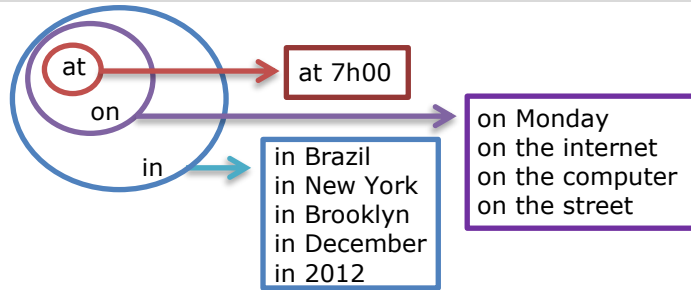 at
on
in
at 7h00
on Monday
on the internet
on the computer
on the street
in Brazil
in New York
in Brooklyn
in December
in 2012